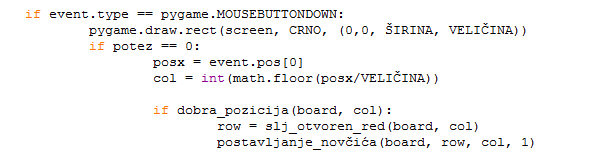 if event.type == pygame.MOUSEBUTTONDOWN:
pygame.draw.rect(screen, CRNO, (0,0, ŠIRINA, VELIČINA))
if potez == 0:
posx = event.pos[0]
col = int(math.floor(posx/VELIČINA))
if dobra_pozicija(board, col):
row = slj_otvoren_red(board, col)
postavljanje_novčića(board, row, col, 1)